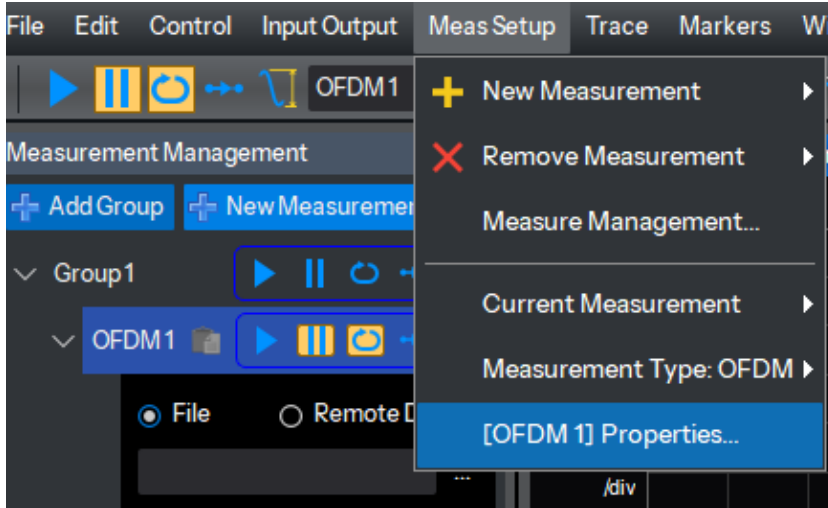 File Edit Control Input Output Meas Setup Trace Markers
OFDM1
New Measurement
Measurement Management
Remove Measurement
Add Group New Measuremen
Measure Management...
Group1
Current Measurement
OFDM1
Measurement Type: OFDM
File Remote
[OFDM 1] Properties...
...
/div